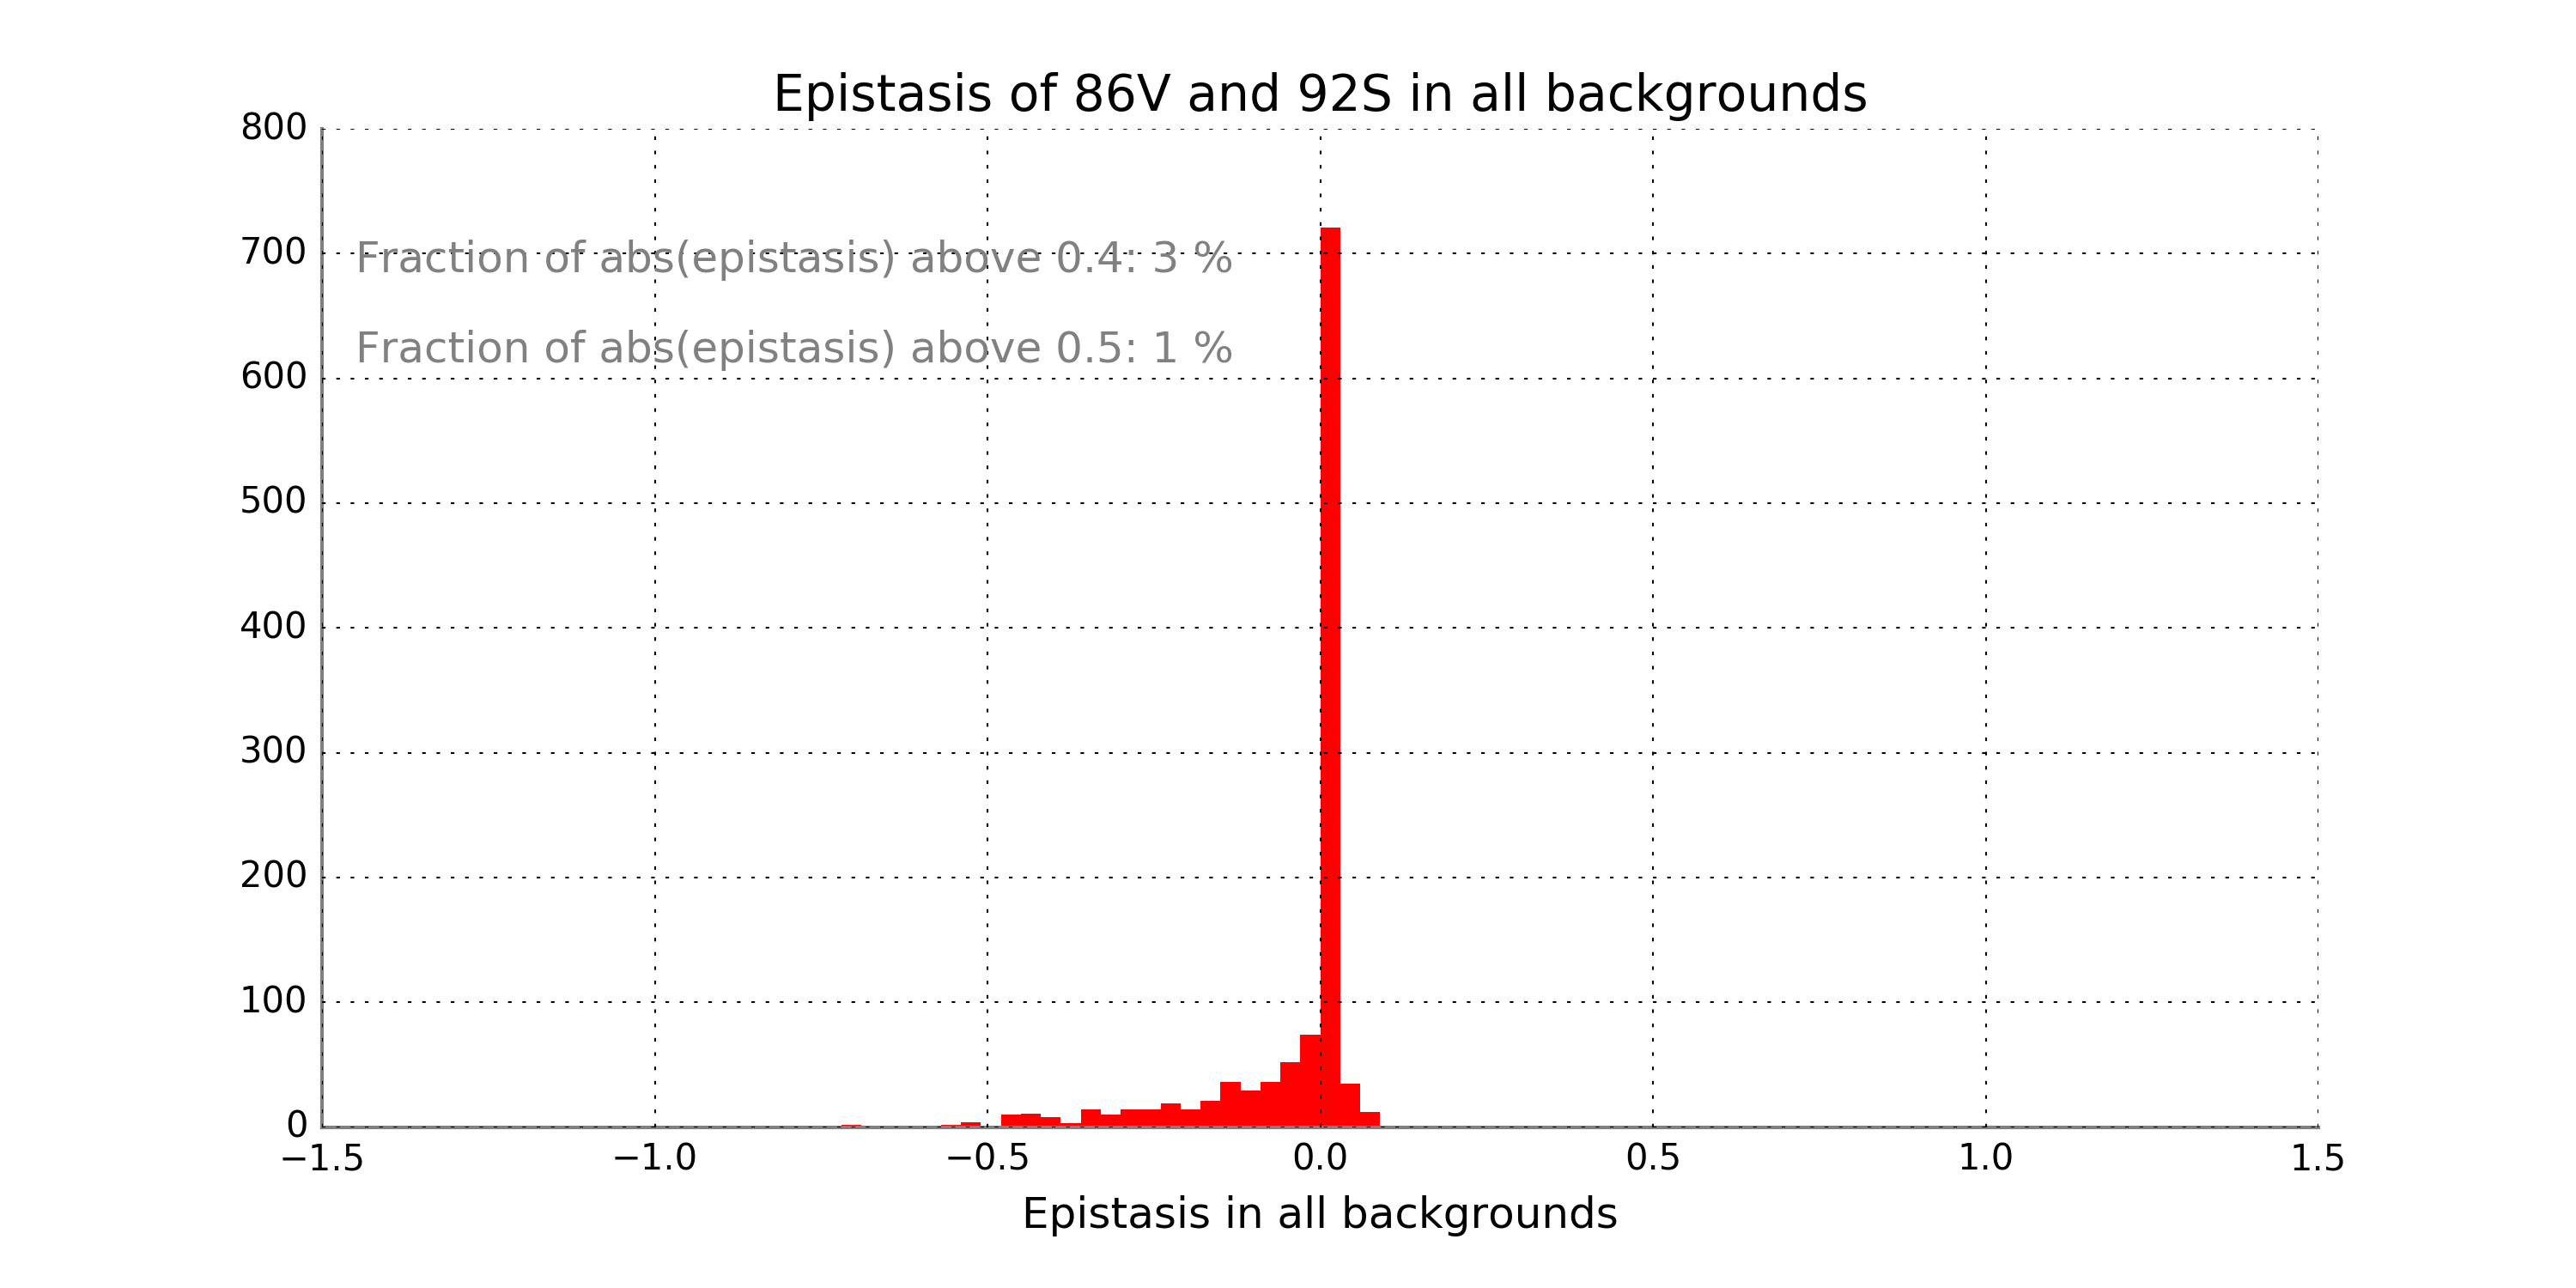 Epistasis of 86V and 92S in all backgrounds
800
700
Fraction of abs(epistasis) above 0.4: 3 %
Fraction of abs(epistasis) above 0.5: 1 %
600
500
400
300
200
100
0
−1.5 −1.0 −0.5 0.0 0.5 1.0 1.5
Epistasis in all backgrounds